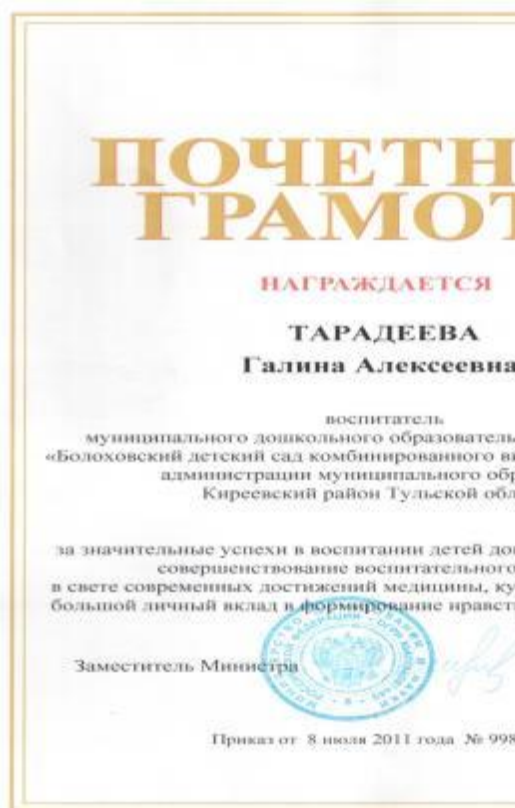 ПОЧЕТН
ГРАМОТ
НАГРАЖДАЕТСЯ
ТАРАДЕЕВА
Галина Алексеевна
воспитатель
муниципального дошкольного образователь
«Болоховский детский сад комбинированного ви
администрации муниципального обр
Киреевский район Тульской обл
за значительные успехи в воспитании детей до
совершенствование воспитательного
в свете современных достижений медицины, ку
большой личный вклад в формирование нравст
Заместитель Министра
Приказ от 8 июля 2011 года № 998